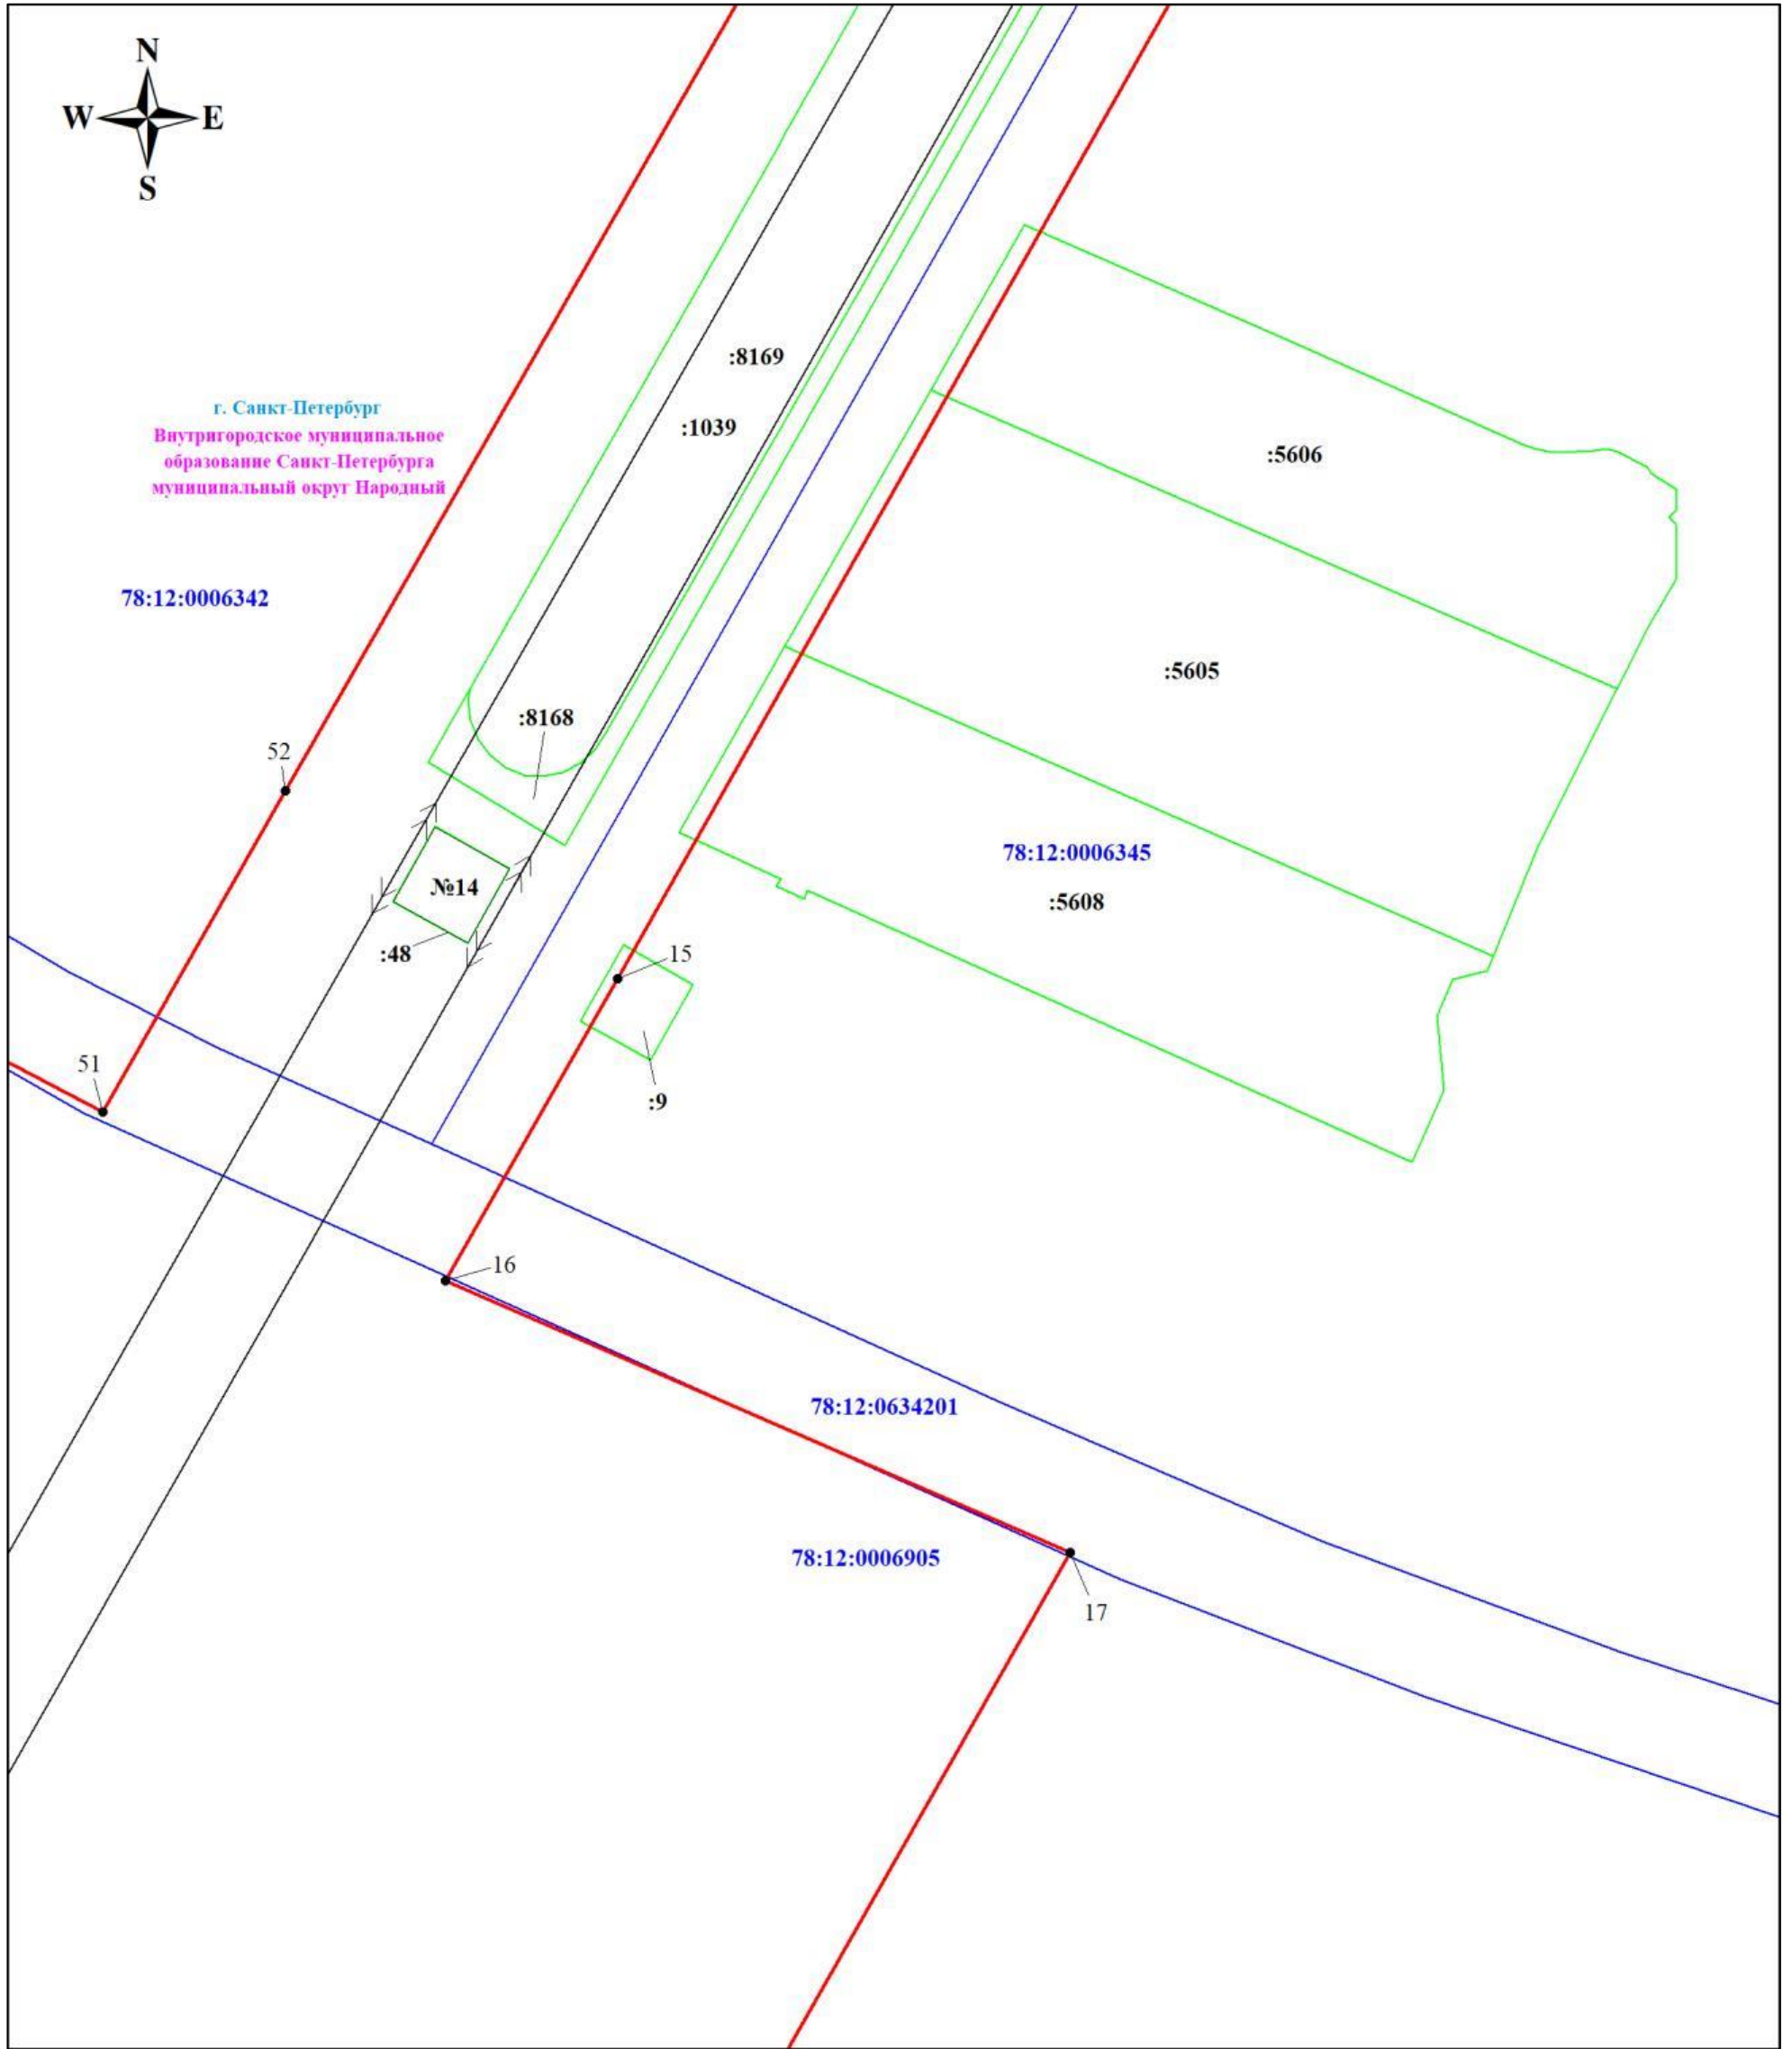 N
W E
S
:8169
г. Санкт-Петербург
:1039
Внутригородское муниципальное
образование Санкт-Петербурга
:5606
муниципальный округ Народный
78:12:0006342
:5605
:8168
52
78:12:0006345
№14
:5608
:48
15
51
:9
16
78:12:0634201
78:12:0006905
17